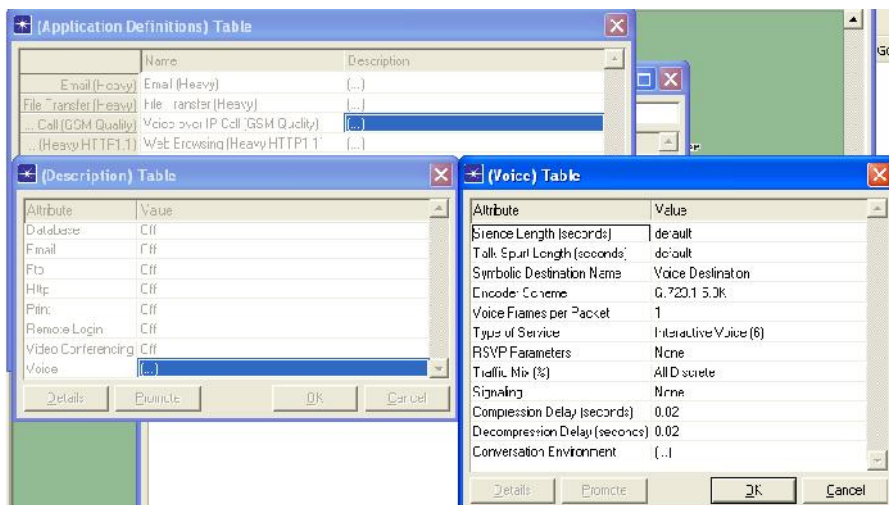 (Application Definitions) Table
Name Description
Email (Heavy) Email (Heavy) (...)
File Transfer (Heavy) File Transfer (Heavy) (...)
... Call (GSM Quality) Voice over IP Call (GSM Quality) (...)
... (Heavy HTTP1.1) Web Browsing (Heavy HTTP1.1) (...)
(Description) Table
Attribute Value
Database Off
Email Off
Ftp Off
Http Off
Print Off
Remote Login Off
Video Conferencing Off
Voice (...)
Details Promote OK Cancel
(Voice) Table
Attribute Value
Silence Length (seconds) default
Talk Spurt Length (seconds) default
Symbolic Destination Name Voice Destination
Encoder Scheme
Voice Frames per Packet 1
Type of Service Interactive Voice (6)
RSVP Parameters None
Traffic Mix (%) All Discrete
Signaling None
Compression Delay (seconds) 0.02
Decompression Delay (seconds) 0.02
Conversation Environment (...)
Details Promote OK Cancel